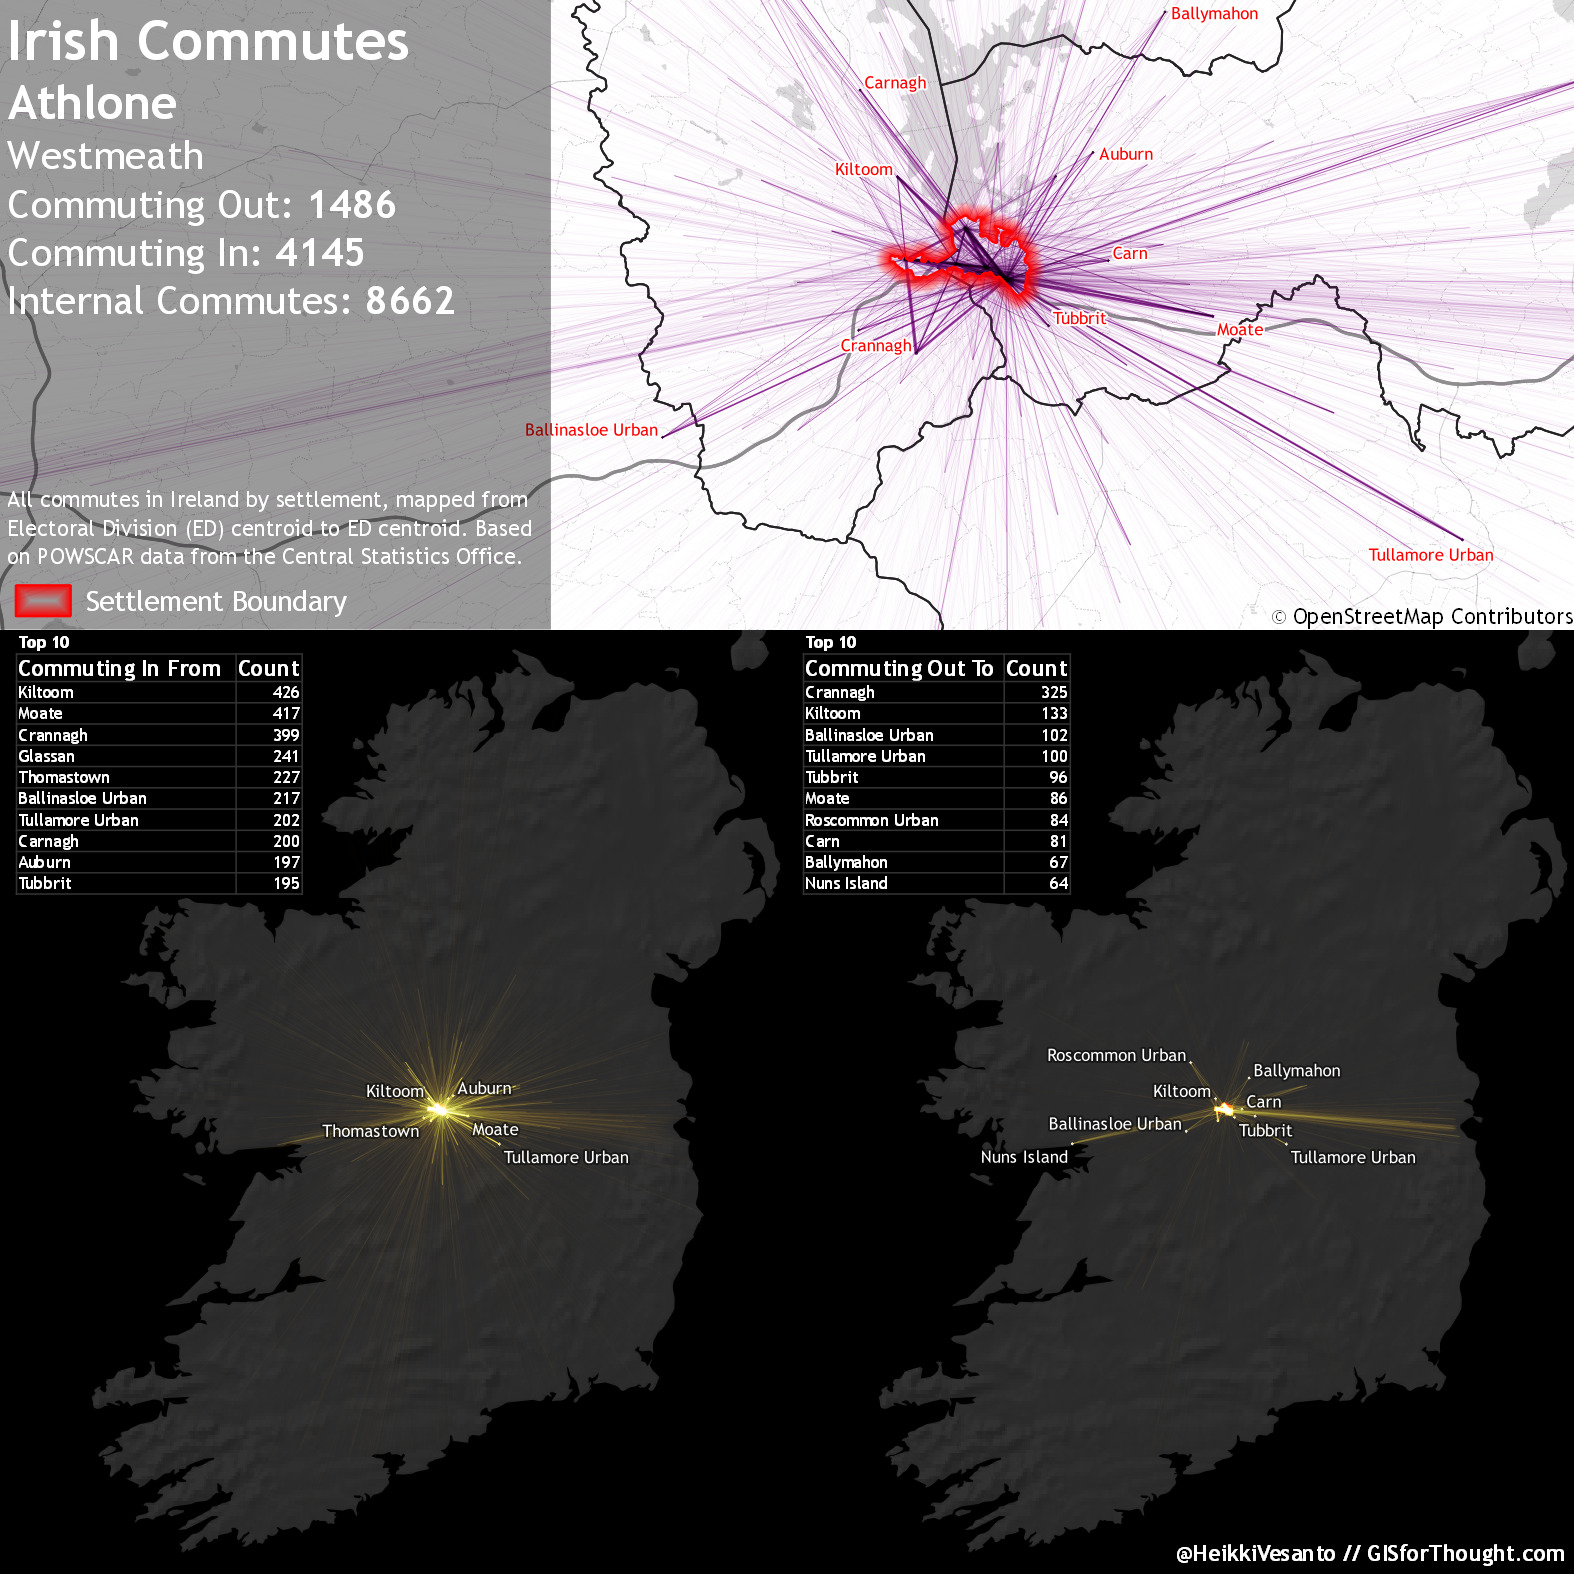 Irish Commutes
Athlone
Westmeath
Commuting Out: 1486
Commuting In: 4145
Internal Commutes: 8662
All commutes in Ireland by settlement, mapped from
Electoral Division (ED) centroid to ED centroid. Based
on POWSCAR data from the Central Statistics Office.
Settlement Boundary
Ballymahon
Carnagh
Auburn
Kiltoom
Carn
Tubbrit
Moate
Crannagh
Ballinasloe Urban
Tullamore Urban
© OpenStreetMap Contributors
Top 10
Commuting In From Count
Kiltoom 426
Moate 417
Crannagh 399
Glassan 241
Thomastown 227
Ballinasloe Urban 217
Tullamore Urban 202
Carnagh 200
Auburn 197
Tubbrit 195
Kiltoom
Auburn
Thomastown
Moate
Tullamore Urban
Top 10
Commuting Out To Count
Crannagh 325
Kiltoom 133
Ballinasloe Urban 102
Tullamore Urban 100
Tubbrit 96
Moate 86
Roscommon Urban 84
Carn 81
Ballymahon 67
Nuns Island 64
Roscommon Urban
Ballymahon
Kiltoom
Carn
Ballinasloe Urban
Tubbrit
Nuns Island
Tullamore Urban
@HeikkiVesanto // GISforThought.com